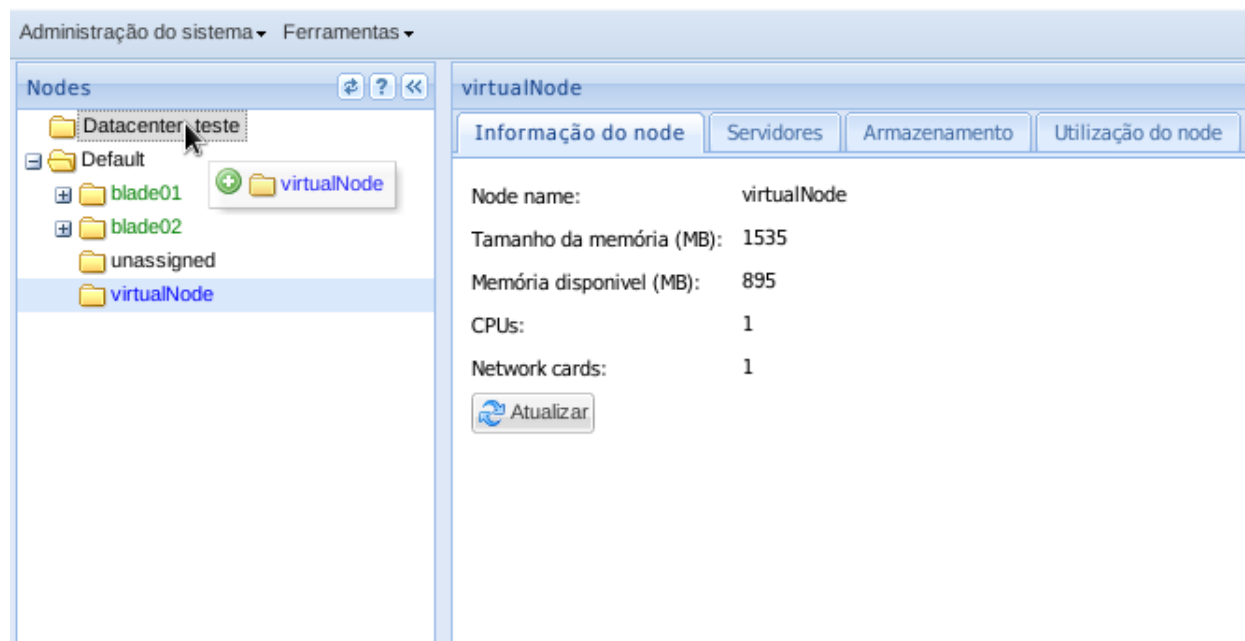 Administração do sistema Ferramentas
Nodes
Datacenter_teste
Default
blade01
virtualNode
blade02
unassigned
virtualNode
virtualNode
Informação do node Servidores Armazenamento Utilização do node
Node name: virtualNode
Tamanho da memória (MB): 1535
Memória disponivel (MB): 895
CPUs: 1
Network cards: 1
Atualizar